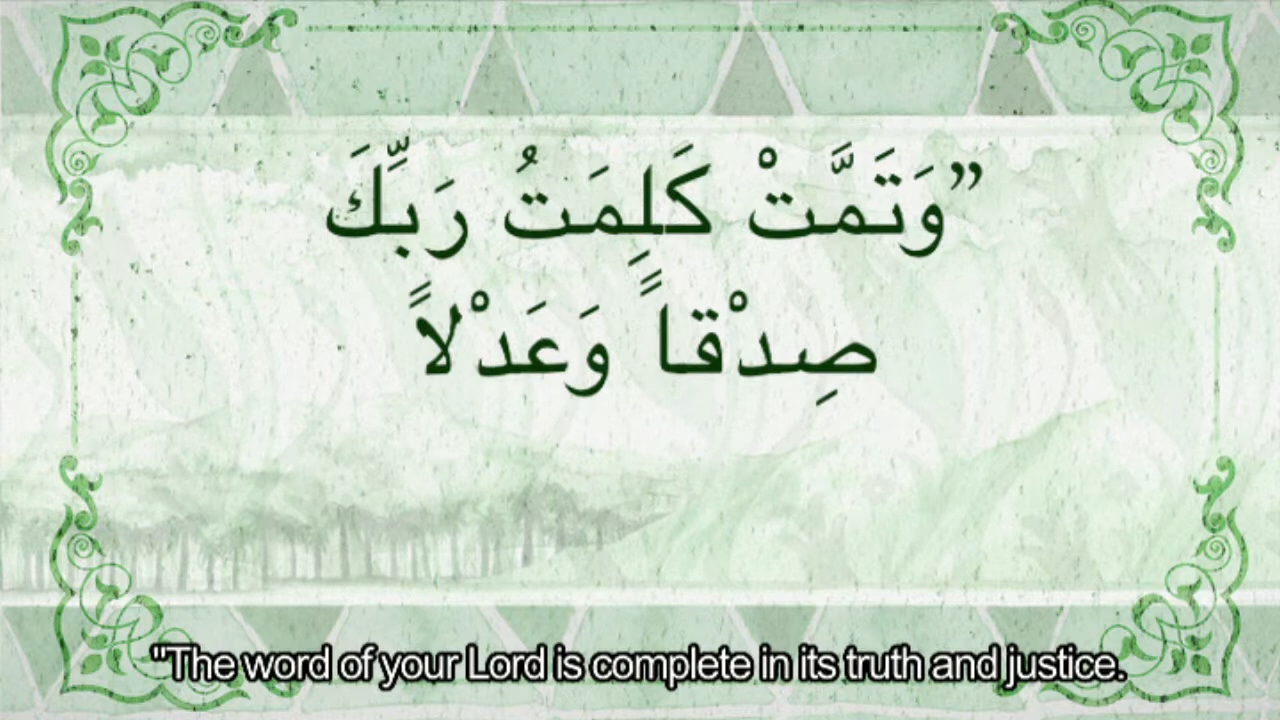 ”وَتَمَّتْ كَلِمَتُ رَبِّكَ
صِدْقاً وَعَدْلاً
"The word of your Lord is complete in its truth and justice.